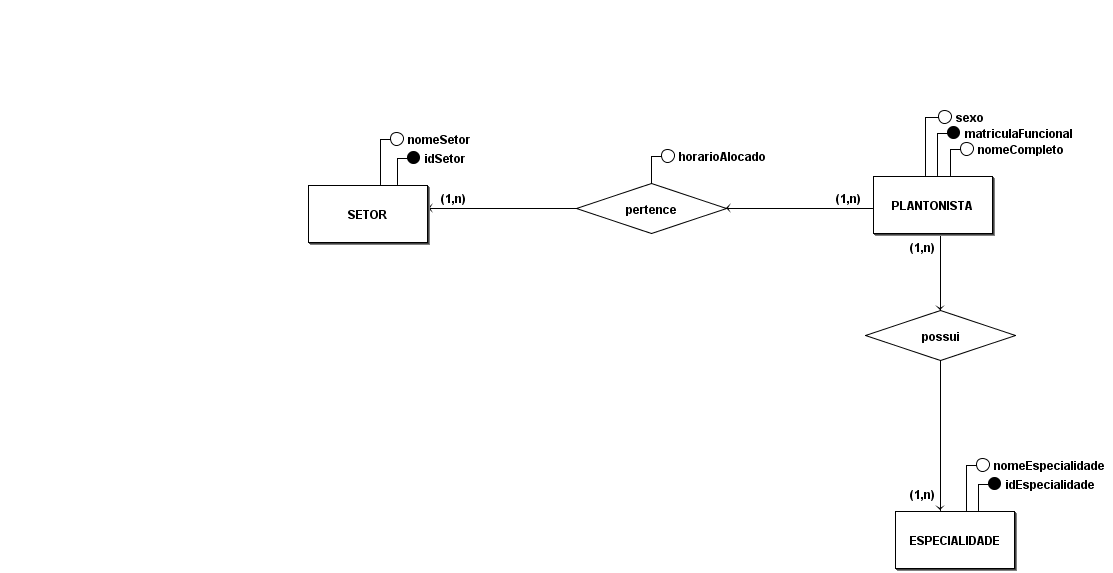 sexo
matriculaFuncional
nomeCompleto
nomeSetor
idSetor
horarioAlocado
SETOR
(1,n)
pertence
(1,n)
PLANTONISTA
(1,n)
possui
nomeEspecialidade
idEspecialidade
(1,n)
ESPECIALIDADE